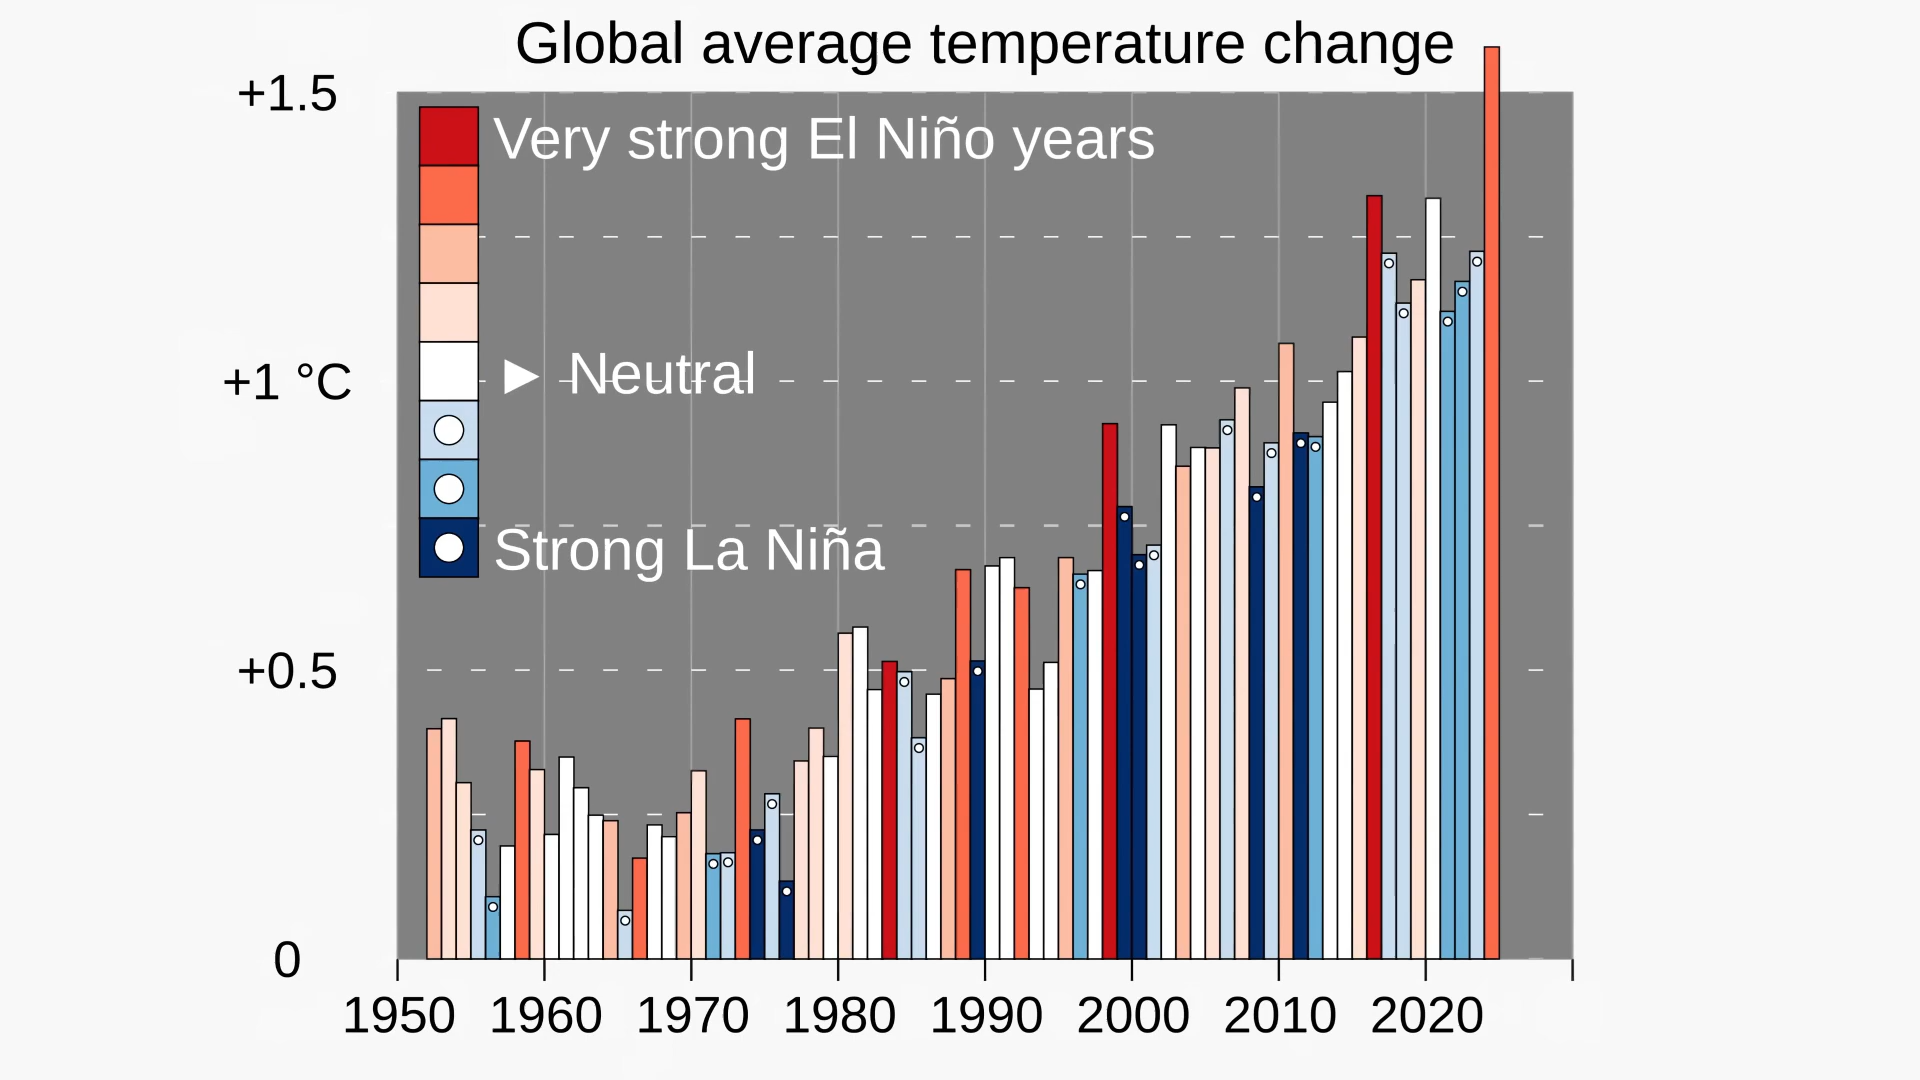 Global average temperature change
+1.5
Very strong El Niño years
+1 °C
► Neutral
Strong La Niña
+0.5
0
1950 1960 1970 1980 1990 2000 2010 2020